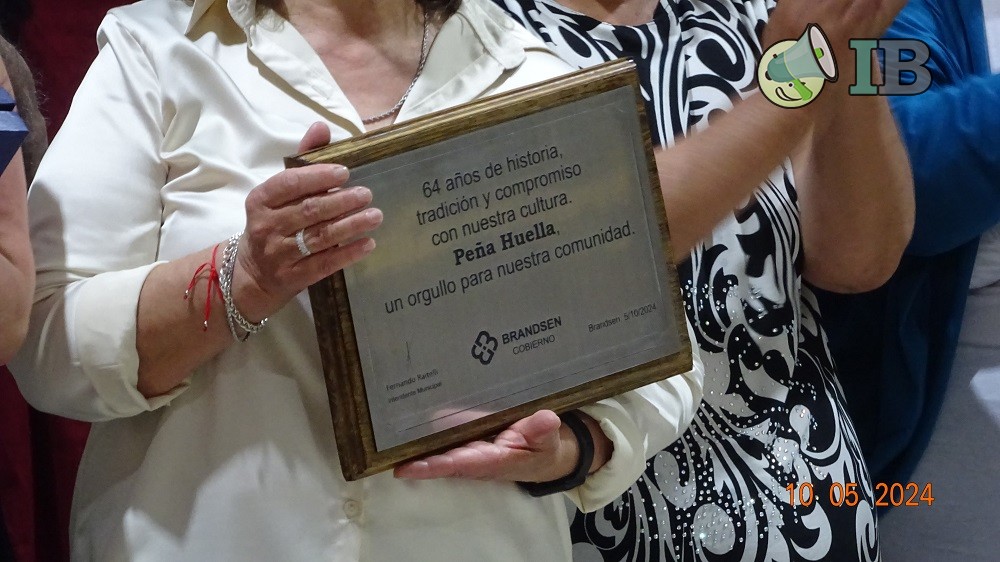 IB
64 años de historia,
tradición y compromiso
con nuestra cultura.
Peña Huella,
un orgullo para nuestra comunidad.
BRANDSEN
GOBIERNO
Brandsen 5/10/2024
Fernando
Intendente Municipal
10 05 2024